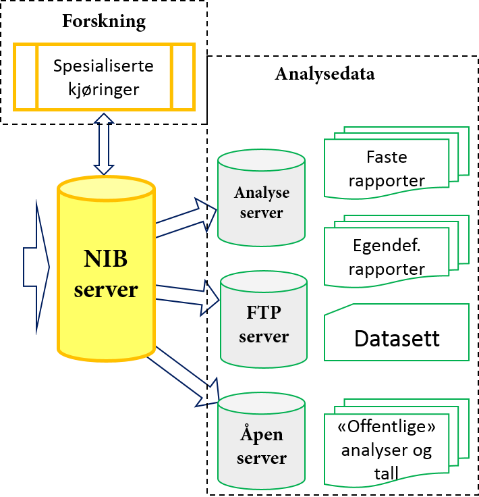 Forskning
Spesialiserte
kjøringer
Analysedata
NIB
server
Analyse
server
Faste
rapporter
Egendef.
rapporter
FTP
server
Datasett
Åpen
server
«Offentlige»
analyser og
tall